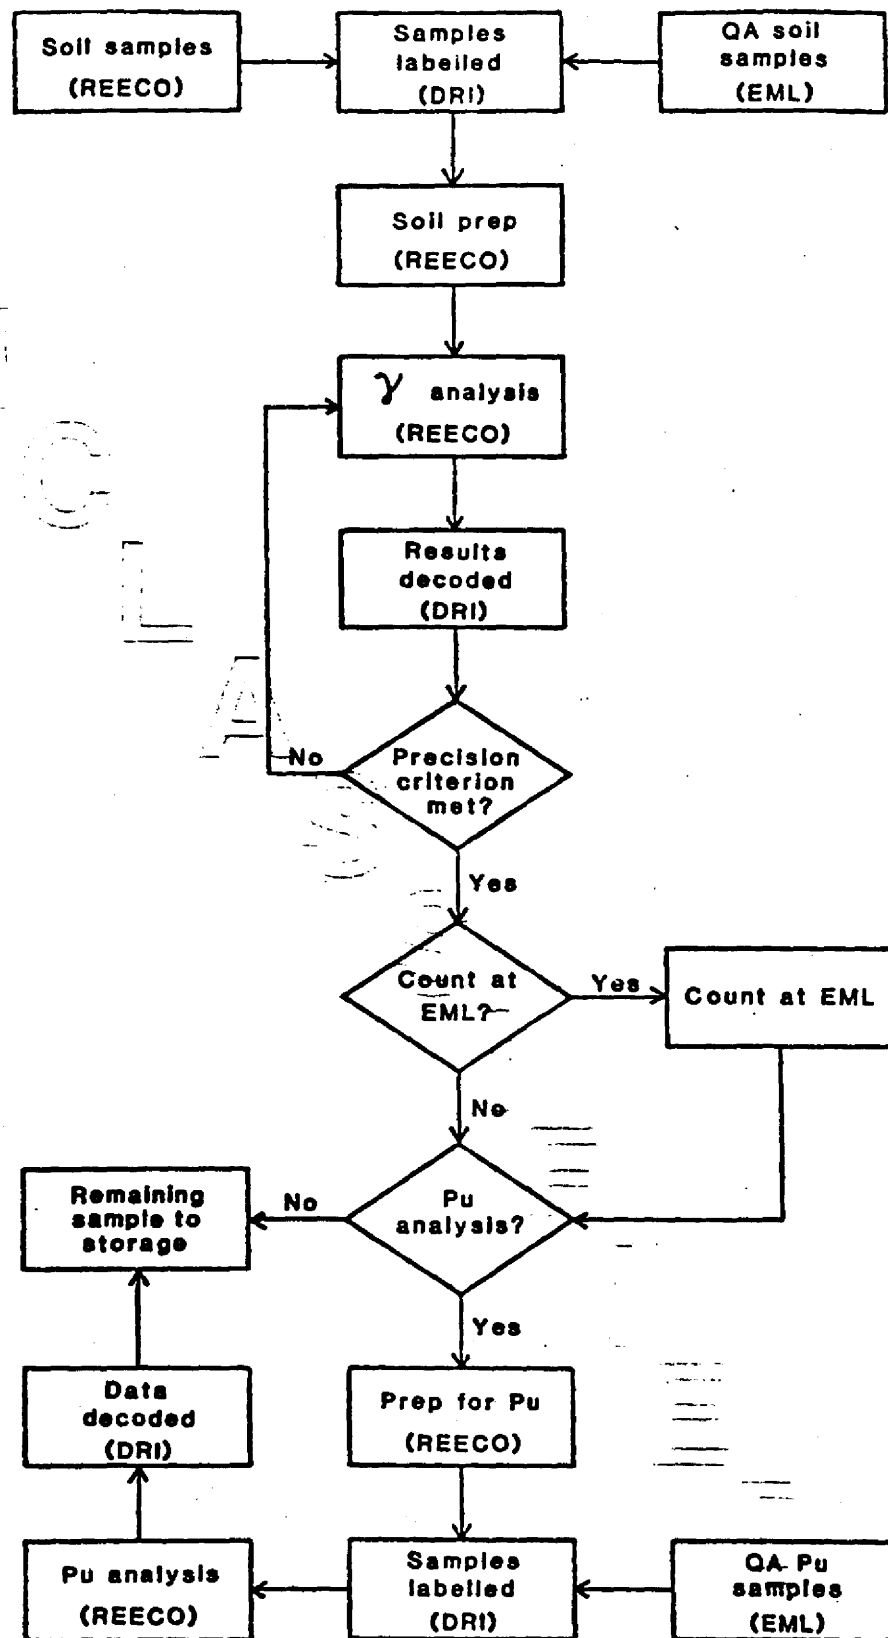 Soil samples
(REECO)
Samples
labelled
(DRI)
QA soil
samples
(EML)
Soil prep
(REECO)
γ analysis
(REECO)
Results
decoded
(DRI)
Precision
criterion
met?
No
Yes
Count at
EML?
Yes
Count at EML
No
Pu
analysis?
No
Remaining
sample to
storage
Yes
Data
decoded
(DRI)
Prep for Pu
(REECO)
Pu analysis
(REECO)
Samples
labelled
(DRI)
QA Pu
samples
(EML)